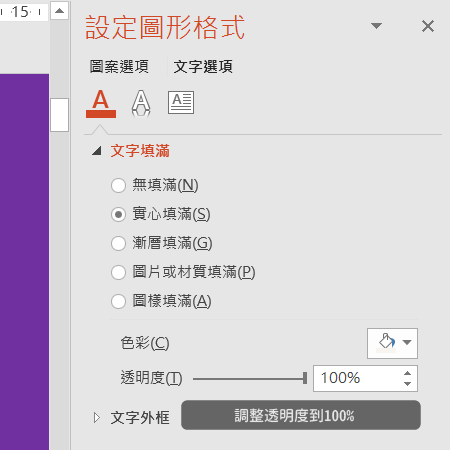 15
設定圖形格式
圖案選項 文字選項
A A A
文字填滿
無填滿(N)
實心填滿(S)
漸層填滿(G)
圖片或材質填滿(P)
圖樣填滿(A)
色彩(C)
透明度(T) 100%
文字外框
調整透明度到100%